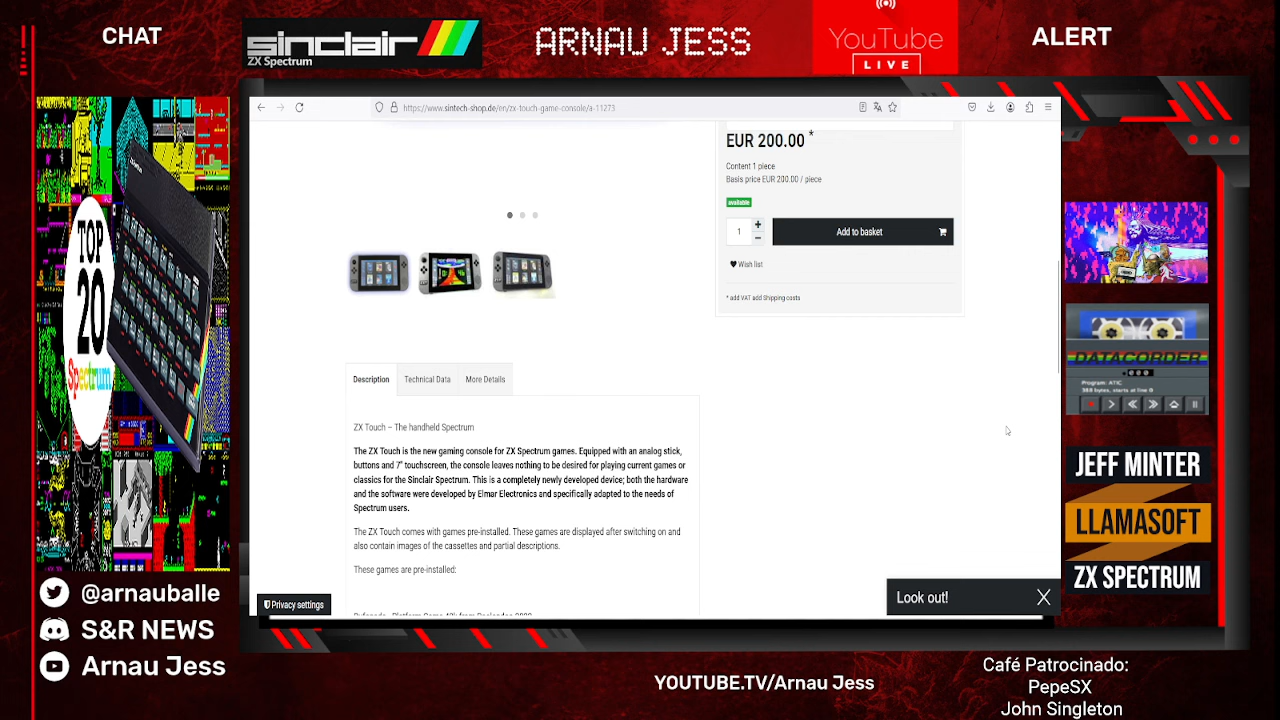 CHAT
sinclair
ZX Spectrum
ARNAU JESS
YouTube
LIVE
ALERT
https://www.sintech-shop.de/en/zx-touch-game-console/a-11273
EUR 200.00 *
Content 1 piece
Basis price EUR 200.00 / piece
available
1
+
−
Add to basket
Wish list
* add VAT add Shipping costs
Description
Technical Data
More Details
ZX Touch – The handheld Spectrum
The ZX Touch is the new gaming console for ZX Spectrum games. Equipped with an analog stick,
buttons and 7" touchscreen, the console leaves nothing to be desired for playing current games or
classics for the Sinclair Spectrum. This is a completely newly developed device; both the hardware
and the software were developed by Elmar Electronics and specifically adapted to the needs of
Spectrum users.
The ZX Touch comes with games pre-installed. These games are displayed after switching on and
also contain images of the cassettes and partial descriptions.
These games are pre-installed:
Privacy settings
Look out!
TOP
20
Spectrum
DATACORDER
Program: ATIC
JEFF MINTER
LLAMASOFT
ZX SPECTRUM
@arnauballe
S&R NEWS
Arnau Jess
YOUTUBE.TV/Arnau Jess
Café Patrocinado:
PepeSX
John Singleton